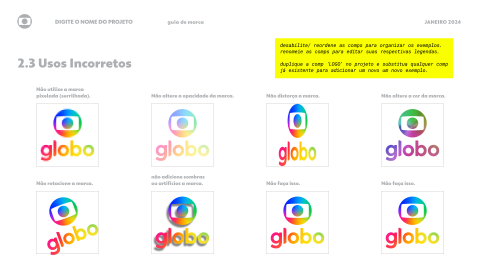 DIGITE O NOME DO PROJETO
guia de marca
JANEIRO 2024
desabilite/ reordene as comps para organizar os exemplos.
renomeie as comps para editar suas respectivas legendas.
duplique a comp 'LOGO' no projeto e substitua qualquer comp
já existente para adicionar um novo um novo exemplo.
2.3 Usos Incorretos
Não utilize a marca
pixelada (serrilhada).
Não altere a opacidade da marca.
Não distorça a marca.
Não altere a cor da marca.
globo
globo
globo
globo
Não rotacione a marca.
não adicione sombras
ou artifícios a marca.
Não faça isso.
Não faça isso.
globo
globo
globo
globo